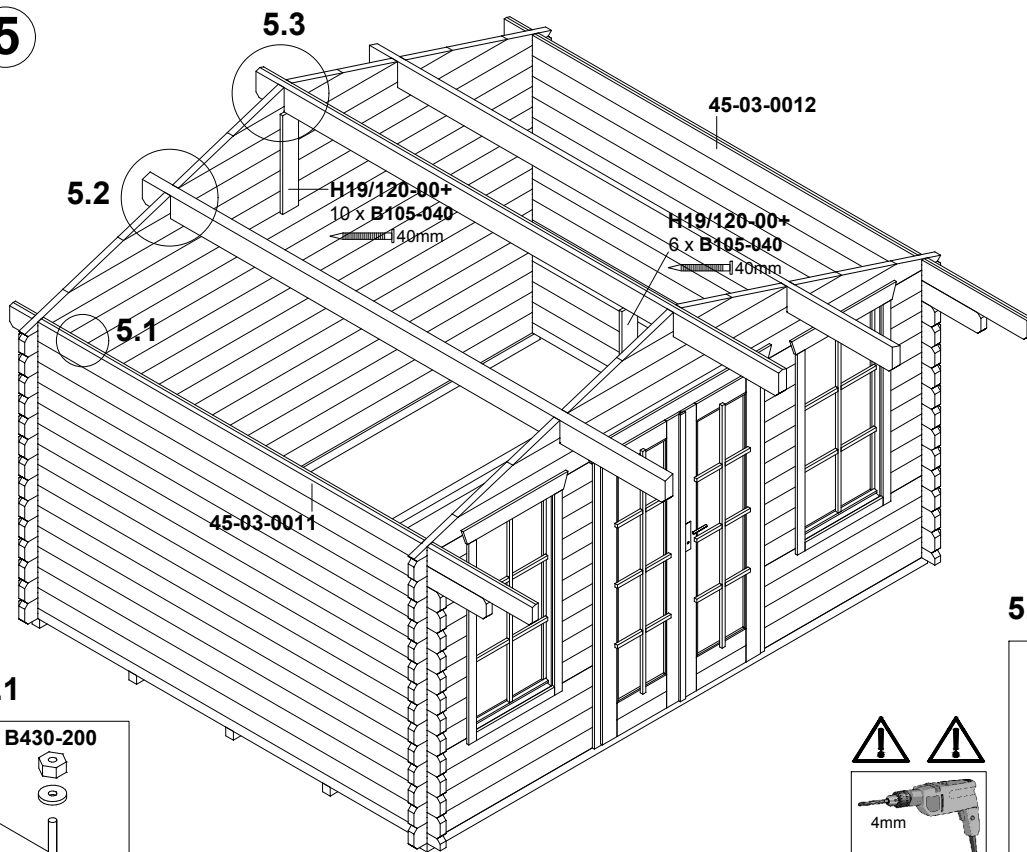 5
5.3
45-03-0012
5.2
H19/120-00+
10 x B105-040
40mm
H19/120-00+
6 x B105-040
40mm
5.1
45-03-0011
5.
.1
B430-200
4mm